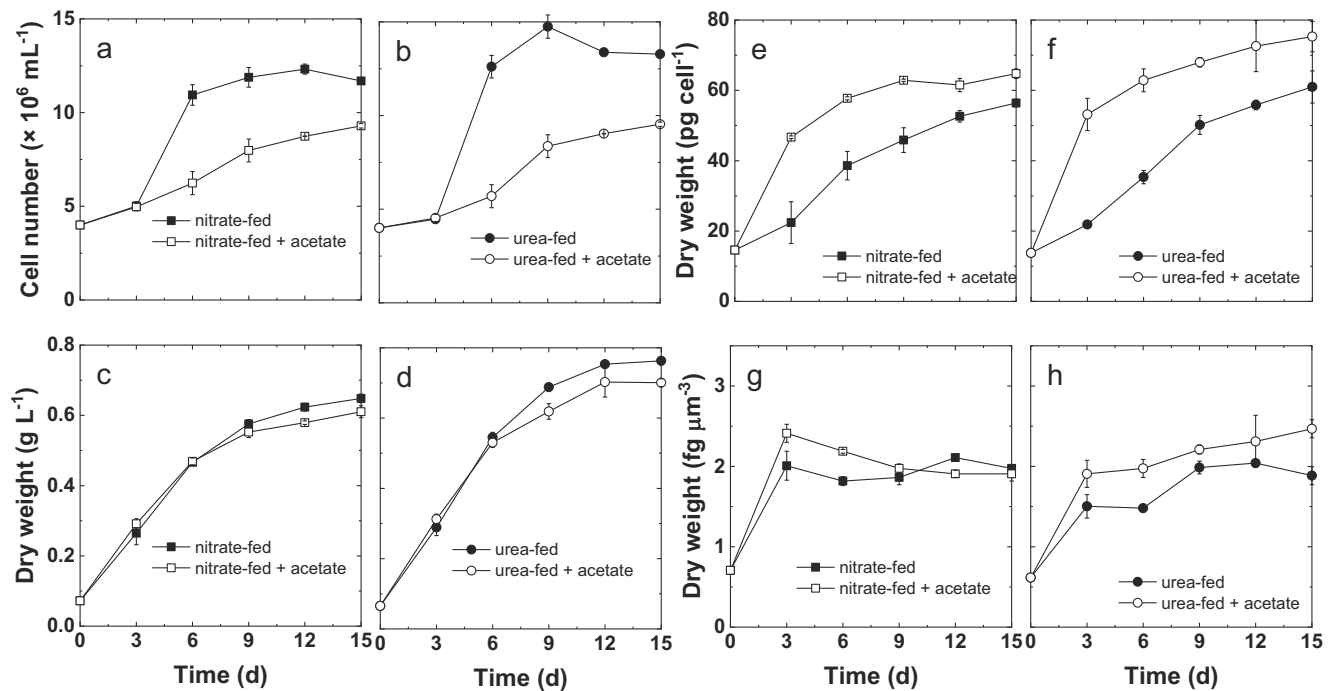 a
15
Cell number (× 10⁶ mL⁻¹)
10
5
0
nitrate-fed
nitrate-fed + acetate
b
urea-fed
urea-fed + acetate
e
80
Dry weight (pg cell⁻¹)
60
40
20
0
nitrate-fed
nitrate-fed + acetate
f
urea-fed
urea-fed + acetate
c
0.8
Dry weight (g L⁻¹)
0.6
0.4
0.2
0.0
nitrate-fed
nitrate-fed + acetate
0 3 6 9 12 15
Time (d)
d
urea-fed
urea-fed + acetate
0 3 6 9 12 15
Time (d)
g
3
Dry weight (fg μm⁻³)
2
1
0
nitrate-fed
nitrate-fed + acetate
0 3 6 9 12 15
Time (d)
h
urea-fed
urea-fed + acetate
0 3 6 9 12 15
Time (d)